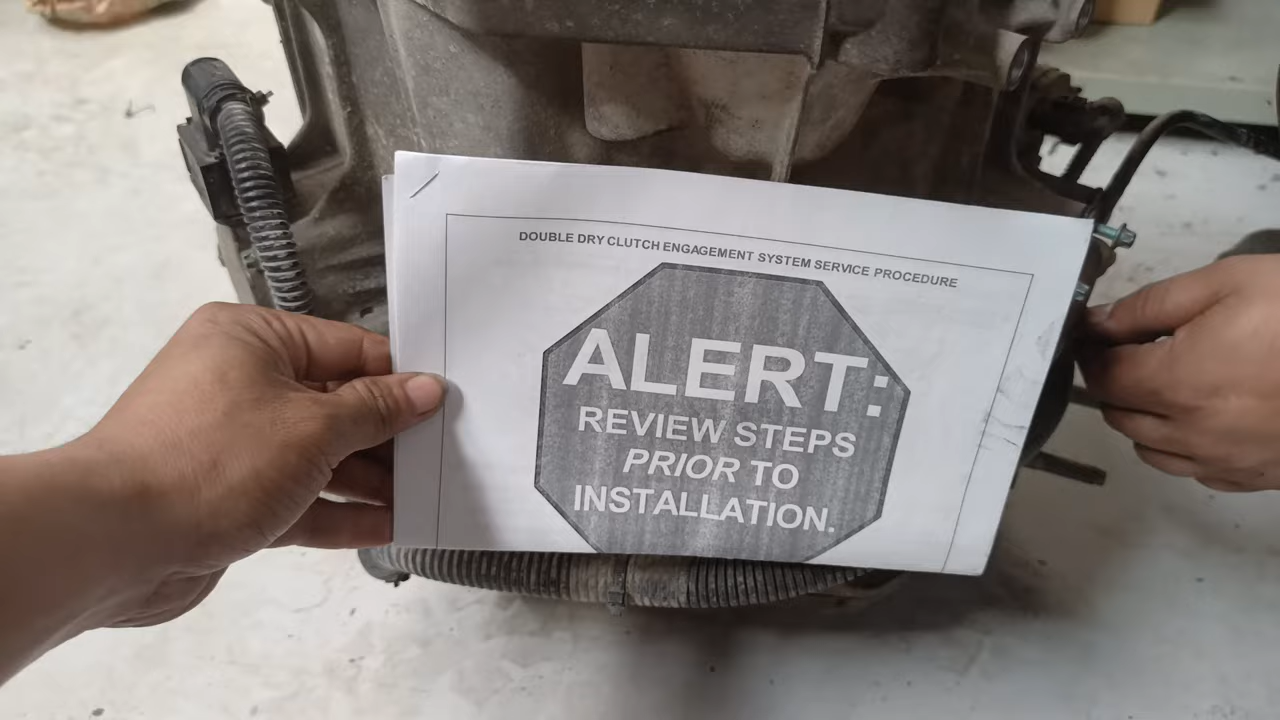 DOUBLE DRY CLUTCH ENGAGEMENT SYSTEM SERVICE PROCEDURE
ALERT:
REVIEW STEPS
PRIOR TO
INSTALLATION.